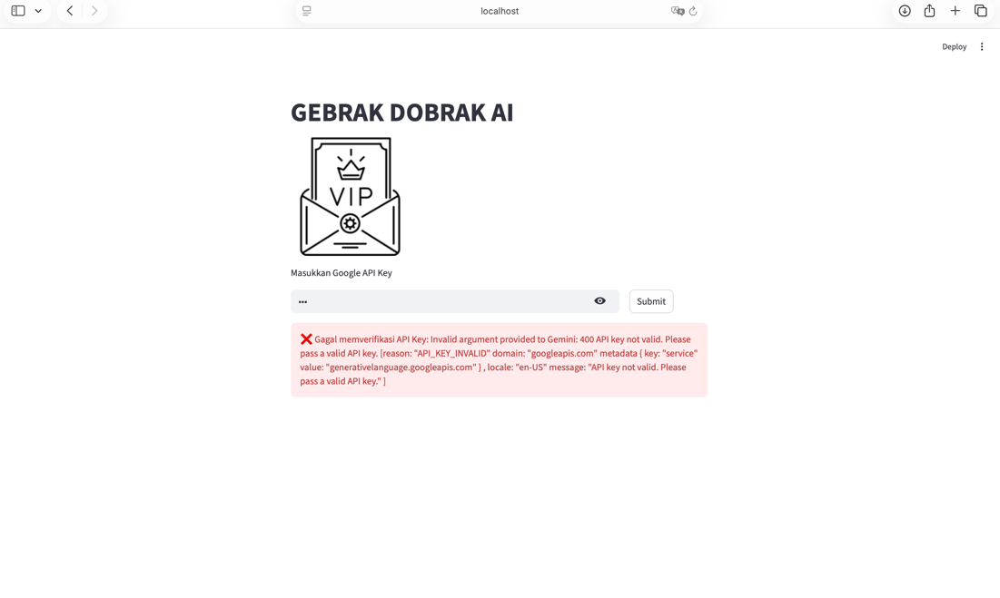 localhost
Deploy
GEBRAK DOBRAK AI
VIP
Masukkan Google API Key
•••
Submit
❌ Gagal memverifikasi API Key: Invalid argument provided to Gemini: 400 API key not valid. Please
pass a valid API key. [reason: "API_KEY_INVALID" domain: "googleapis.com" metadata { key: "service"
value: "generativelanguage.googleapis.com" } , locale: "en-US" message: "API key not valid. Please
pass a valid API key." ]